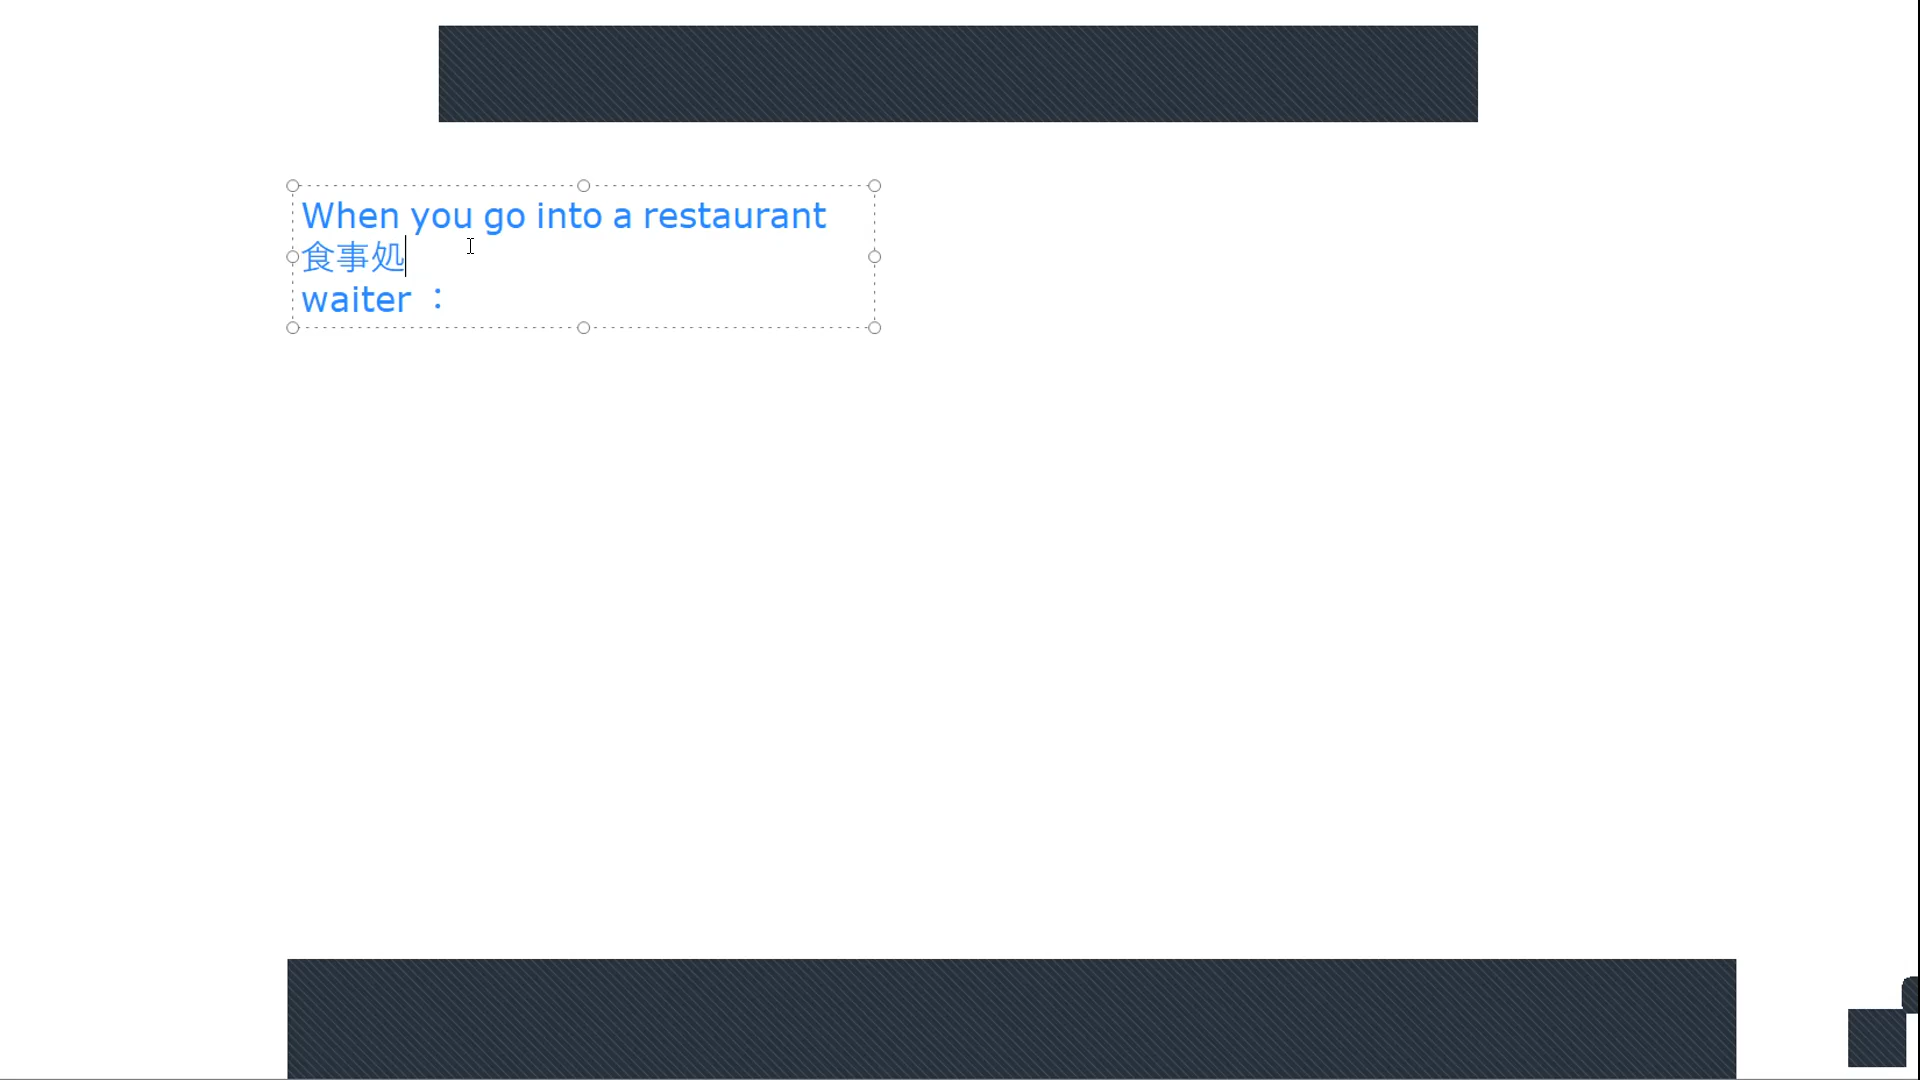 When you go into a restaurant
食事処
waiter ：